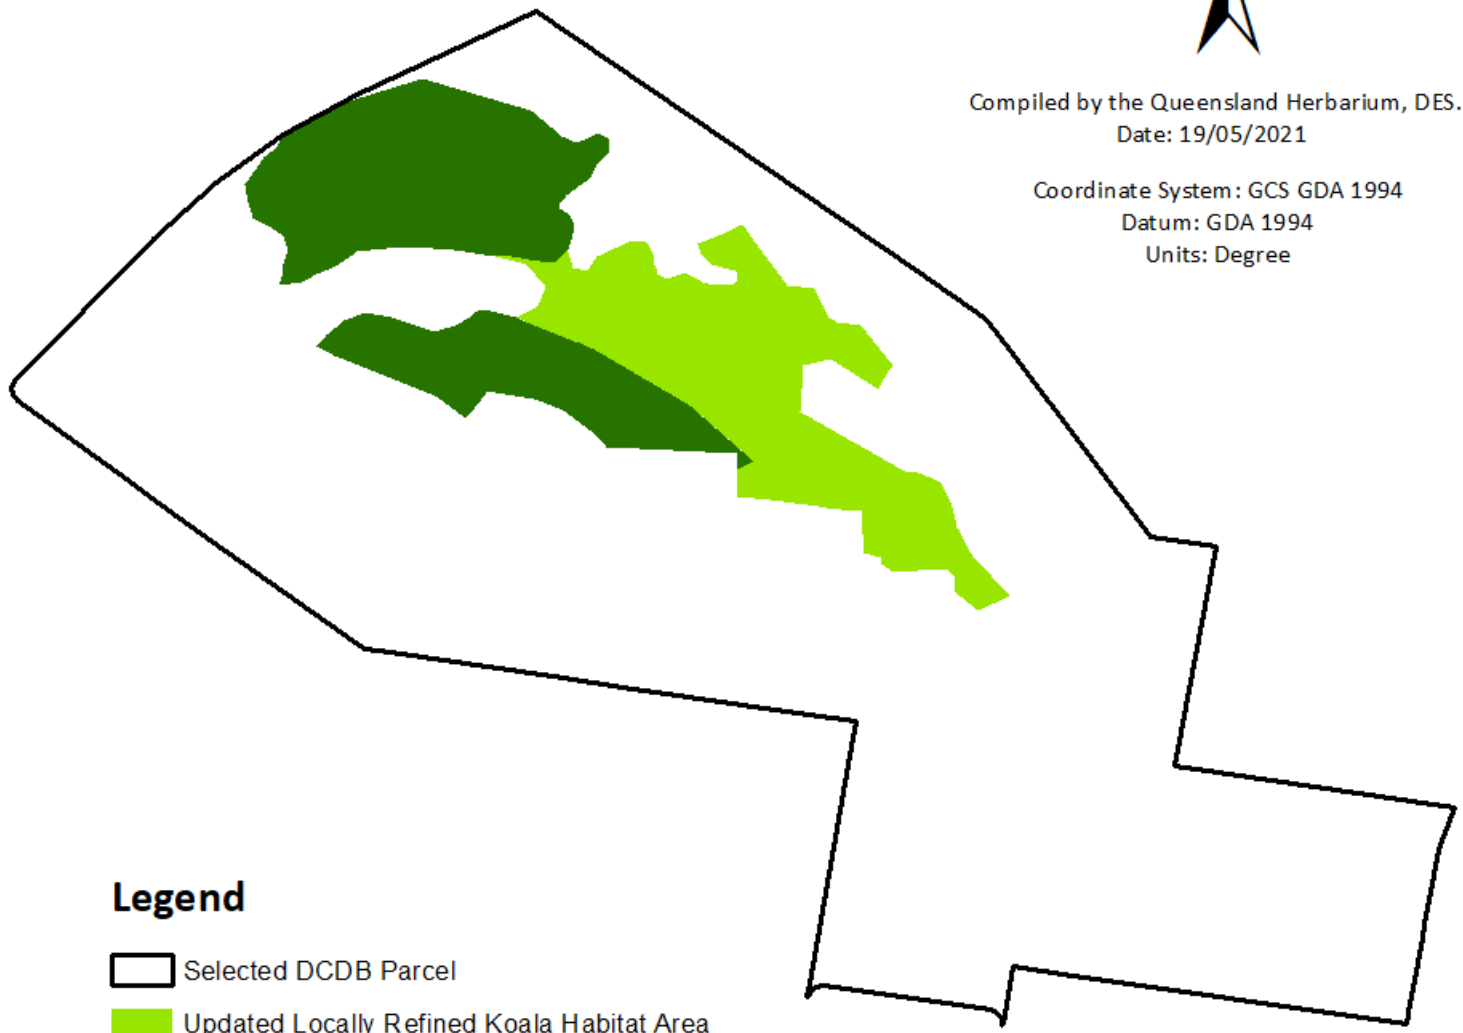 Compiled by the Queensland Herbarium, DES.
Date: 19/05/2021
Coordinate System: GCS GDA 1994
Datum: GDA 1994
Units: Degree
Legend
Selected DCDB Parcel
Updated Locally Refined Koala Habitat Area